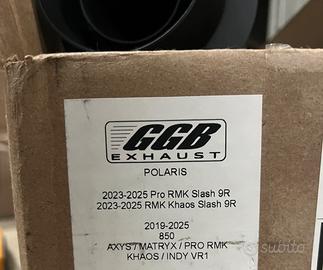 GGB
EXHAUST
POLARIS
2023-2025 Pro RMK Slash 9R
2023-2025 RMK Khaos Slash 9R
2019-2025
850
AXYS / MATRYX / PRO RMK
KHAOS / INDY VR1
subito